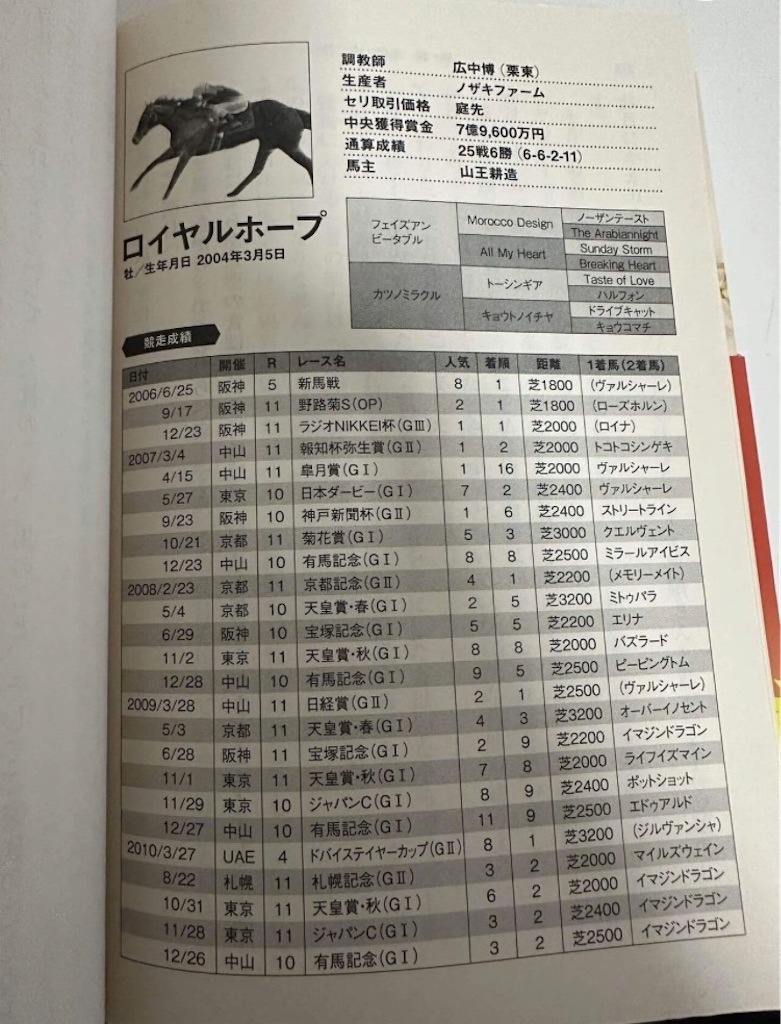 調教師 広中博（栗東）
生産者 ノザキファーム
セリ取引価格 庭先
中央獲得賞金 7億9,600万円
通算成績 25戦6勝（6-6-2-11）
馬主 山王耕造
ロイヤルホープ
牡／生年月日 2004年3月5日
フェイズアンビータブル Morocco Design ノーザンテースト
The Arabiannight
All My Heart Sunday Storm
Breaking Heart
カツノミラクル トーシンギア Taste of Love
ハルフォン
キョウトノイチヤ ドライブキャット
キョウコマチ
競走成績
日付 開催 R レース名 人気 着順 距離 1着馬（2着馬）
2006/6/25 阪神 5 新馬戦 8 1 芝1800 （ヴァルシャーレ）
9/17 阪神 11 野路菊S（OP） 2 1 芝1800 （ローズホルン）
12/23 阪神 11 ラジオNIKKEI杯（GⅢ） 1 1 芝2000 （ロイナ）
2007/3/4 中山 11 報知杯弥生賞（GⅡ） 1 2 芝2000 トコトコシンゲキ
4/15 中山 11 皐月賞（GⅠ） 1 16 芝2000 ヴァルシャーレ
5/27 東京 10 日本ダービー（GⅠ） 7 2 芝2400 ヴァルシャーレ
9/23 阪神 10 神戸新聞杯（GⅡ） 1 6 芝2400 ストリートライン
10/21 京都 11 菊花賞（GⅠ） 5 3 芝3000 クエルヴェント
12/23 中山 10 有馬記念（GⅠ） 8 8 芝2500 ミラールアイビス
2008/2/23 京都 11 京都記念（GⅡ） 4 1 芝2200 （メモリーメイト）
5/4 京都 10 天皇賞・春（GⅠ） 2 5 芝3200 ミトゥパラ
6/29 阪神 10 宝塚記念（GⅠ） 5 5 芝2200 エリナ
11/2 東京 11 天皇賞・秋（GⅠ） 8 8 芝2000 バズラード
12/28 中山 10 有馬記念（GⅠ） 9 5 芝2500 ピーピングトム
2009/3/28 中山 11 日経賞（GⅡ） 2 1 芝2500 （ヴァルシャーレ）
5/3 京都 11 天皇賞・春（GⅠ） 4 3 芝3200 オーバーイノセント
6/28 阪神 11 宝塚記念（GⅠ） 2 9 芝2200 イマジンドラゴン
11/1 東京 11 天皇賞・秋（GⅠ） 7 8 芝2000 ライフイズマイン
11/29 東京 10 ジャパンC（GⅠ） 8 9 芝2400 ポットショット
12/27 中山 10 有馬記念（GⅠ） 11 9 芝2500 エドゥアルド
2010/3/27 UAE 4 ドバイステイヤーカップ（GⅡ） 8 1 芝3200 （ジルヴァンシャ）
8/22 札幌 11 札幌記念（GⅡ） 3 2 芝2000 マイルズウェイン
10/31 東京 11 天皇賞・秋（GⅠ） 6 2 芝2000 イマジンドラゴン
11/28 東京 11 ジャパンC（GⅠ） 3 2 芝2400 イマジンドラゴン
12/26 中山 10 有馬記念（GⅠ） 3 2 芝2500 イマジンドラゴン